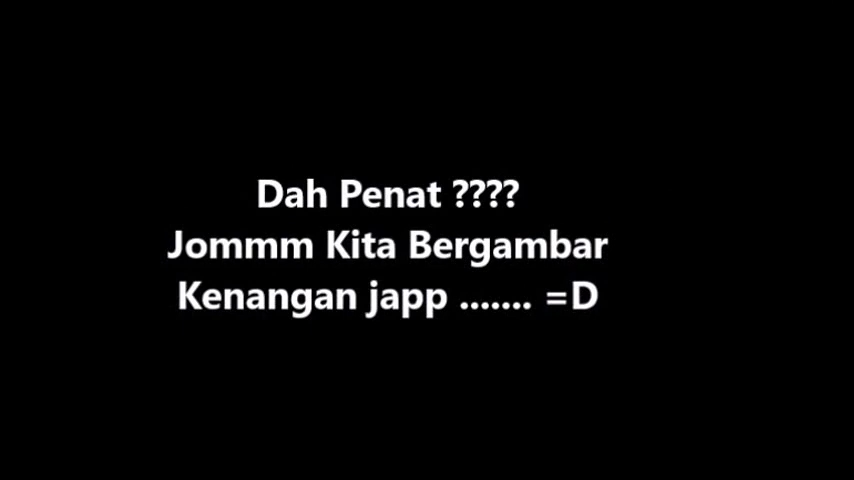 Dah Penat ????
Jommm Kita Bergambar
Kenangan japp ....... =D